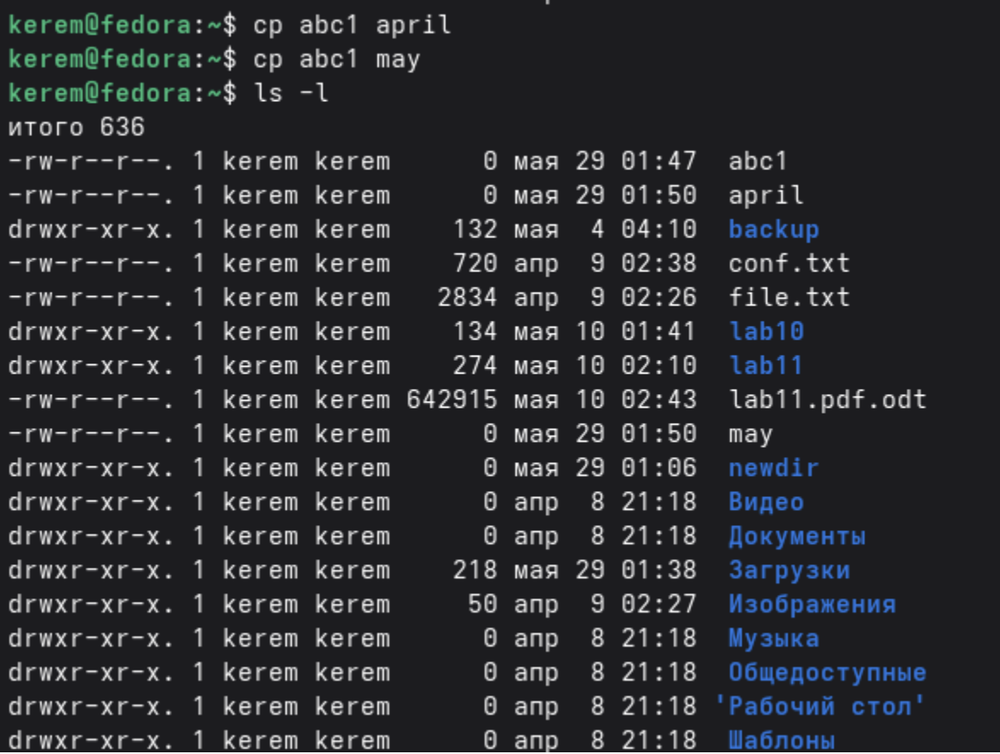 kerem@fedora:~$ cp abc1 april
kerem@fedora:~$ cp abc1 may
kerem@fedora:~$ ls -l
итого 636
-rw-r--r--. 1 kerem kerem      0 мая 29 01:47  abc1
-rw-r--r--. 1 kerem kerem      0 мая 29 01:50  april
drwxr-xr-x. 1 kerem kerem    132 мая  4 04:10  backup
-rw-r--r--. 1 kerem kerem    720 апр  9 02:38  conf.txt
-rw-r--r--. 1 kerem kerem   2834 апр  9 02:26  file.txt
drwxr-xr-x. 1 kerem kerem    134 мая 10 01:41  lab10
drwxr-xr-x. 1 kerem kerem    274 мая 10 02:10  lab11
-rw-r--r--. 1 kerem kerem 642915 мая 10 02:43  lab11.pdf.odt
-rw-r--r--. 1 kerem kerem      0 мая 29 01:50  may
drwxr-xr-x. 1 kerem kerem      0 мая 29 01:06  newdir
drwxr-xr-x. 1 kerem kerem      0 апр  8 21:18  Видео
drwxr-xr-x. 1 kerem kerem      0 апр  8 21:18  Документы
drwxr-xr-x. 1 kerem kerem    218 мая 29 01:38  Загрузки
drwxr-xr-x. 1 kerem kerem     50 апр  9 02:27  Изображения
drwxr-xr-x. 1 kerem kerem      0 апр  8 21:18  Музыка
drwxr-xr-x. 1 kerem kerem      0 апр  8 21:18  Общедоступные
drwxr-xr-x. 1 kerem kerem      0 апр  8 21:18 'Рабочий стол'
drwxr-xr-x. 1 kerem kerem      0 апр  8 21:18  Шаблоны